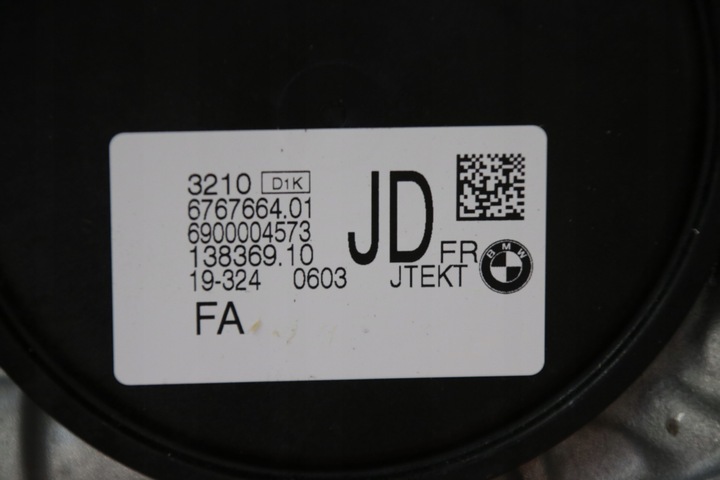 3210 D1K
6767664.01
6900004573
138369.10
19-324 0603
FA
JD
FR
JTEKT
BMW